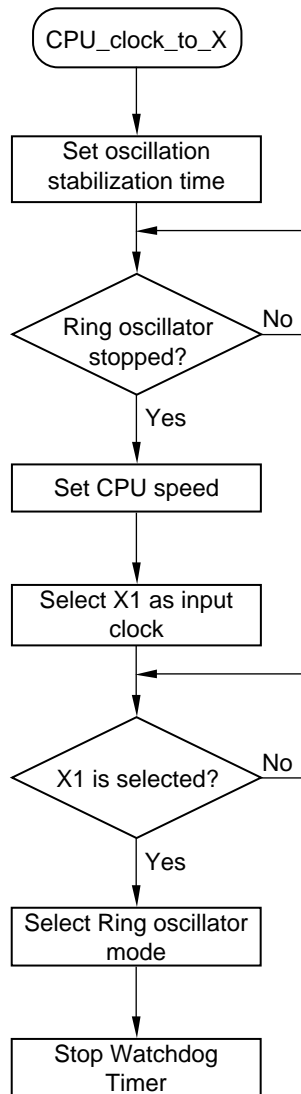 CPU_clock_to_X
Set oscillation
stabilization time
Ring oscillator
stopped?
No
Yes
Set CPU speed
Select X1 as input
clock
X1 is selected?
No
Yes
Select Ring oscillator
mode
Stop Watchdog
Timer